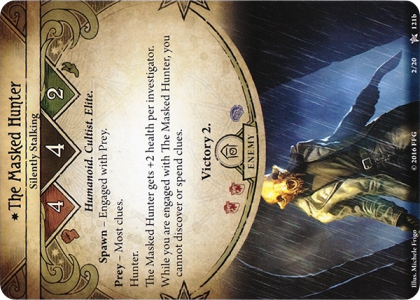 * The Masked Hunter
Silently Stalking
4 4 2
Humanoid. Cultist. Elite.
Spawn – Engaged with Prey.
Prey – Most clues.
Hunter.
The Masked Hunter gets +2 health per investigator.
While you are engaged with The Masked Hunter, you
cannot discover or spend clues.
Victory 2.
ENEMY
Illus. Michele Frigo
© 2016 FFG
2/20
121b